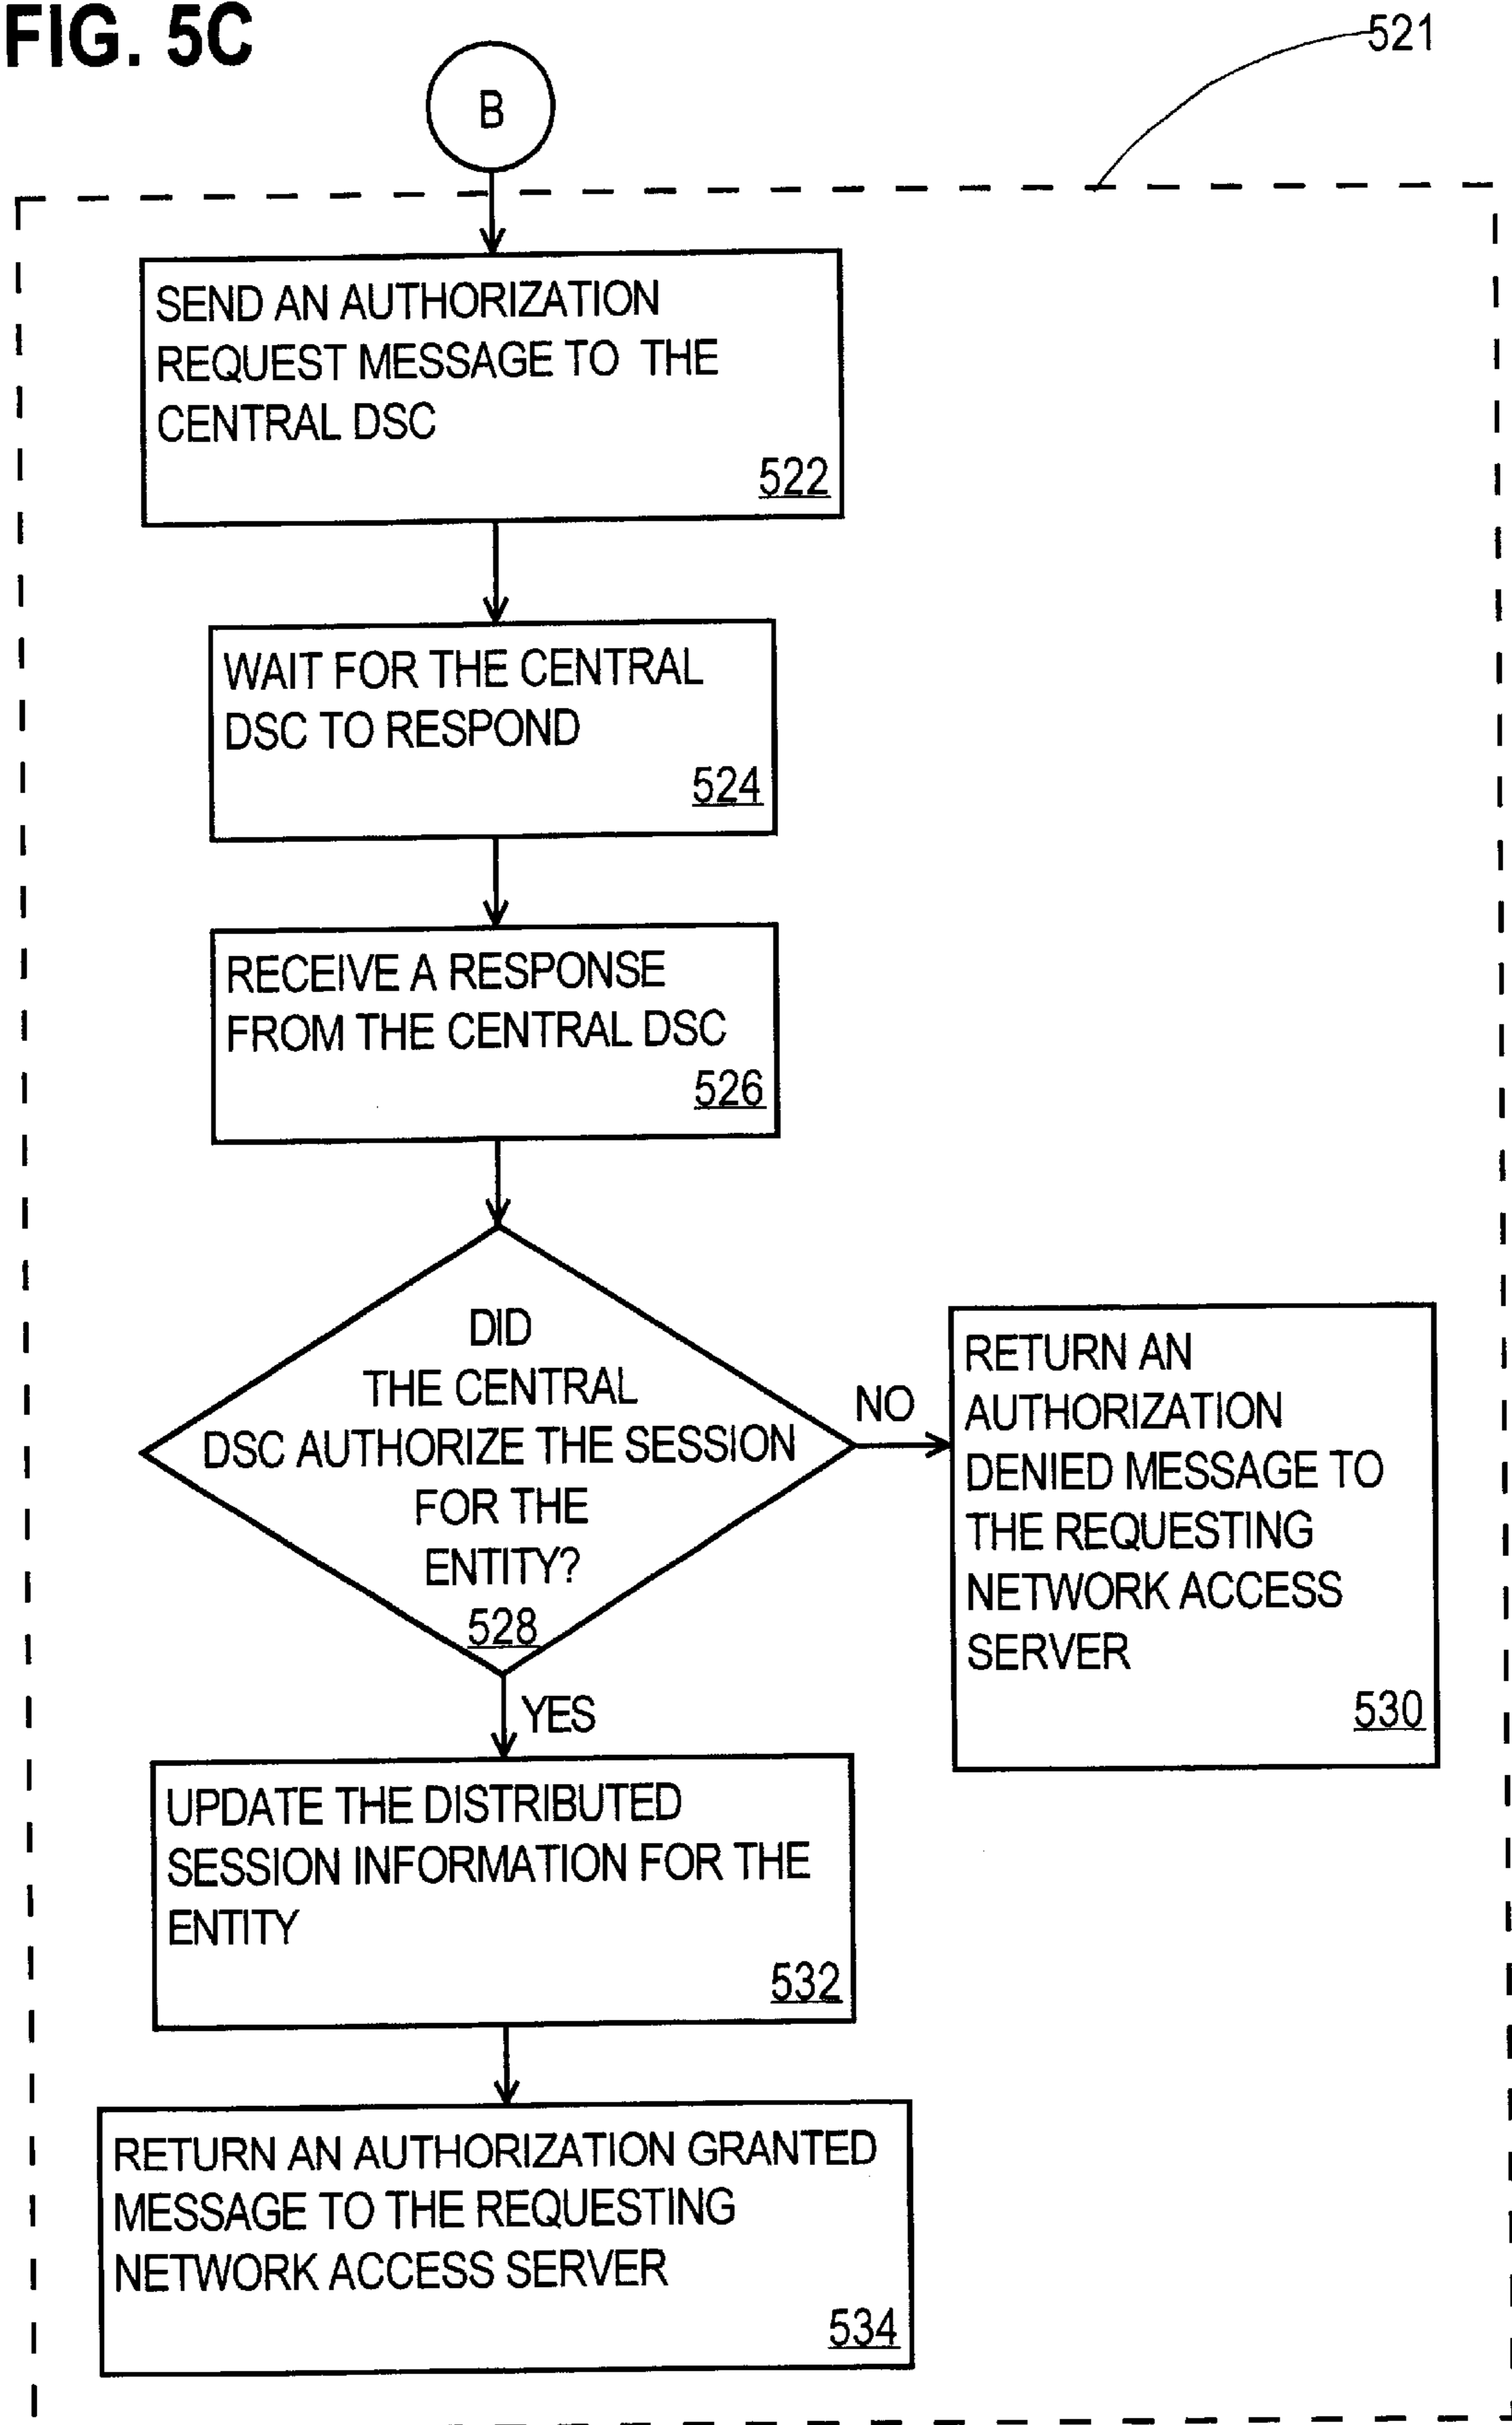 FIG. 5C
521
B
SEND AN AUTHORIZATION
REQUEST MESSAGE TO THE
CENTRAL DSC
522
WAIT FOR THE CENTRAL
DSC TO RESPOND
524
RECEIVE A RESPONSE
FROM THE CENTRAL DSC
526
DID
THE CENTRAL
DSC AUTHORIZE THE SESSION
FOR THE
ENTITY?
528
NO
RETURN AN
AUTHORIZATION
DENIED MESSAGE TO
THE REQUESTING
NETWORK ACCESS
SERVER
530
YES
UPDATE THE DISTRIBUTED
SESSION INFORMATION FOR THE
ENTITY
532
RETURN AN AUTHORIZATION GRANTED
MESSAGE TO THE REQUESTING
NETWORK ACCESS SERVER
534